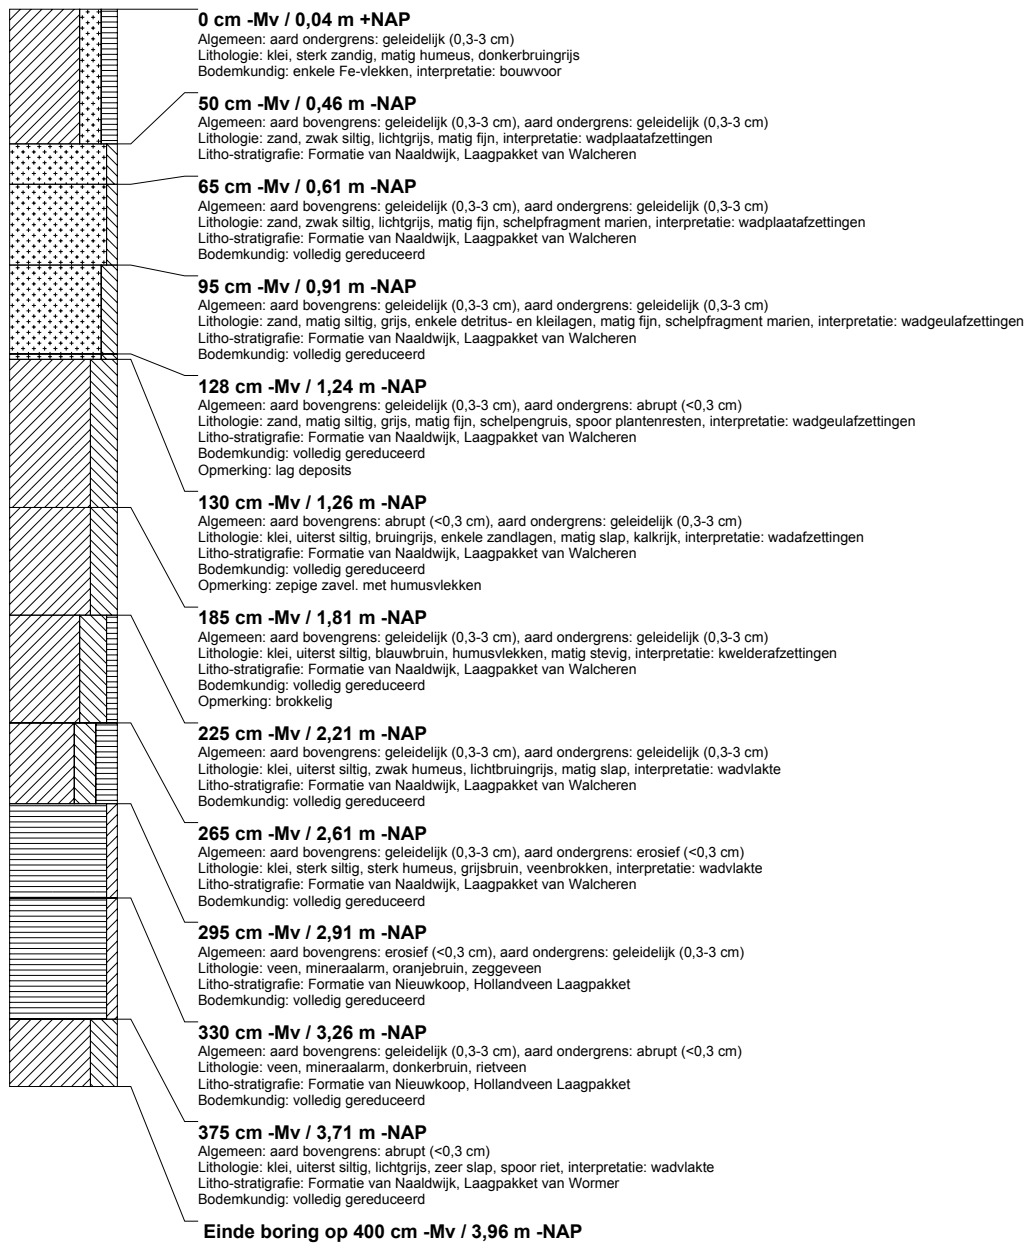 0 cm -Mv / 0,04 m +NAP
Algemeen: aard ondergrens: geleidelijk (0,3-3 cm)
Lithologie: klei, sterk zandig, matig humeus, donkerbruingrijs
Bodemkundig: enkele Fe-vlekken, interpretatie: bouwvoor
50 cm -Mv / 0,46 m -NAP
Algemeen: aard bovengrens: geleidelijk (0,3-3 cm), aard ondergrens: geleidelijk (0,3-3 cm)
Lithologie: zand, zwak siltig, lichtgrijs, matig fijn, interpretatie: wadplaatafzettingen
Litho-stratigrafie: Formatie van Naaldwijk, Laagpakket van Walcheren
65 cm -Mv / 0,61 m -NAP
Algemeen: aard bovengrens: geleidelijk (0,3-3 cm), aard ondergrens: geleidelijk (0,3-3 cm)
Lithologie: zand, zwak siltig, lichtgrijs, matig fijn, schelpfragment marien, interpretatie: wadplaatafzettingen
Litho-stratigrafie: Formatie van Naaldwijk, Laagpakket van Walcheren
Bodemkundig: volledig gereduceerd
95 cm -Mv / 0,91 m -NAP
Algemeen: aard bovengrens: geleidelijk (0,3-3 cm), aard ondergrens: geleidelijk (0,3-3 cm)
Lithologie: zand, matig siltig, grijs, enkele detritus- en kleilagen, matig fijn, schelpfragment marien, interpretatie: wadgeulafzettingen
Litho-stratigrafie: Formatie van Naaldwijk, Laagpakket van Walcheren
Bodemkundig: volledig gereduceerd
128 cm -Mv / 1,24 m -NAP
Algemeen: aard bovengrens: geleidelijk (0,3-3 cm), aard ondergrens: abrupt (<0,3 cm)
Lithologie: zand, matig siltig, grijs, matig fijn, schelpengruis, spoor plantenresten, interpretatie: wadgeulafzettingen
Litho-stratigrafie: Formatie van Naaldwijk, Laagpakket van Walcheren
Bodemkundig: volledig gereduceerd
Opmerking: lag deposits
130 cm -Mv / 1,26 m -NAP
Algemeen: aard bovengrens: abrupt (<0,3 cm), aard ondergrens: geleidelijk (0,3-3 cm)
Lithologie: klei, uiterst siltig, bruingrijs, enkele zandlagen, matig slap, kalkrijk, interpretatie: wadafzettingen
Litho-stratigrafie: Formatie van Naaldwijk, Laagpakket van Walcheren
Bodemkundig: volledig gereduceerd
Opmerking: zepige zavel. met humusvlekken
185 cm -Mv / 1,81 m -NAP
Algemeen: aard bovengrens: geleidelijk (0,3-3 cm), aard ondergrens: geleidelijk (0,3-3 cm)
Lithologie: klei, uiterst siltig, blauwbruin, humusvlekken, matig stevig, interpretatie: kwelderafzettingen
Litho-stratigrafie: Formatie van Naaldwijk, Laagpakket van Walcheren
Bodemkundig: volledig gereduceerd
Opmerking: brokkelig
225 cm -Mv / 2,21 m -NAP
Algemeen: aard bovengrens: geleidelijk (0,3-3 cm), aard ondergrens: geleidelijk (0,3-3 cm)
Lithologie: klei, uiterst siltig, zwak humeus, lichtbruingrijs, matig slap, interpretatie: wadvlakte
Litho-stratigrafie: Formatie van Naaldwijk, Laagpakket van Walcheren
Bodemkundig: volledig gereduceerd
265 cm -Mv / 2,61 m -NAP
Algemeen: aard bovengrens: geleidelijk (0,3-3 cm), aard ondergrens: erosief (<0,3 cm)
Lithologie: klei, sterk siltig, sterk humeus, grijsbruin, veenbrokken, interpretatie: wadvlakte
Litho-stratigrafie: Formatie van Naaldwijk, Laagpakket van Walcheren
Bodemkundig: volledig gereduceerd
295 cm -Mv / 2,91 m -NAP
Algemeen: aard bovengrens: erosief (<0,3 cm), aard ondergrens: geleidelijk (0,3-3 cm)
Lithologie: veen, mineraalarm, oranjebruin, zeggeveen
Litho-stratigrafie: Formatie van Nieuwkoop, Hollandveen Laagpakket
Bodemkundig: volledig gereduceerd
330 cm -Mv / 3,26 m -NAP
Algemeen: aard bovengrens: geleidelijk (0,3-3 cm), aard ondergrens: abrupt (<0,3 cm)
Lithologie: veen, mineraalarm, donkerbruin, rietveen
Litho-stratigrafie: Formatie van Nieuwkoop, Hollandveen Laagpakket
Bodemkundig: volledig gereduceerd
375 cm -Mv / 3,71 m -NAP
Algemeen: aard bovengrens: abrupt (<0,3 cm)
Lithologie: klei, uiterst siltig, lichtgrijs, zeer slap, spoor riet, interpretatie: wadvlakte
Litho-stratigrafie: Formatie van Naaldwijk, Laagpakket van Wormer
Bodemkundig: volledig gereduceerd
Einde boring op 400 cm -Mv / 3,96 m -NAP